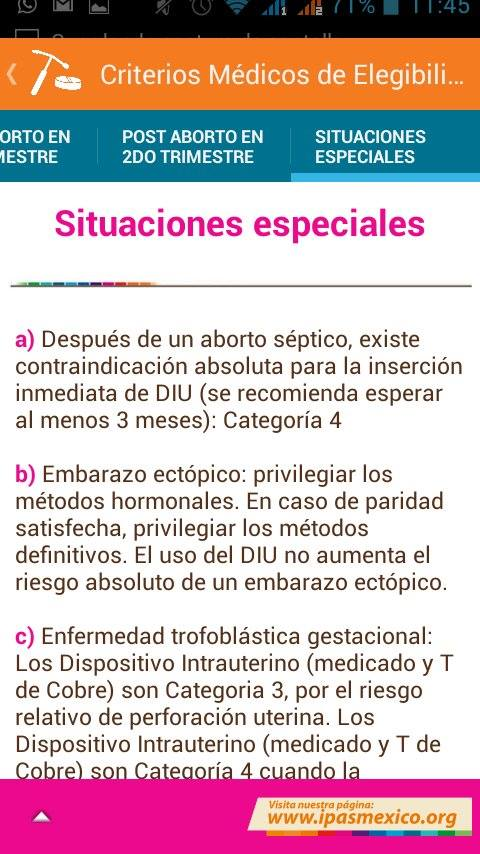 71% 11:45
Criterios Médicos de Elegibili...
ORTO EN
MESTRE
POST ABORTO EN
2DO TRIMESTRE
SITUACIONES
ESPECIALES
Situaciones especiales
a) Después de un aborto séptico, existe
contraindicación absoluta para la inserción
inmediata de DIU (se recomienda esperar
al menos 3 meses): Categoría 4
b) Embarazo ectópico: privilegiar los
métodos hormonales. En caso de paridad
satisfecha, privilegiar los métodos
definitivos. El uso del DIU no aumenta el
riesgo absoluto de un embarazo ectópico.
c) Enfermedad trofoblástica gestacional:
Los Dispositivo Intrauterino (medicado y T
de Cobre) son Categoria 3, por el riesgo
relativo de perforación uterina. Los
Dispositivo Intrauterino (medicado y T de
Cobre) son Categoría 4 cuando la
Visita nuestra página:
www.ipasmexico.org